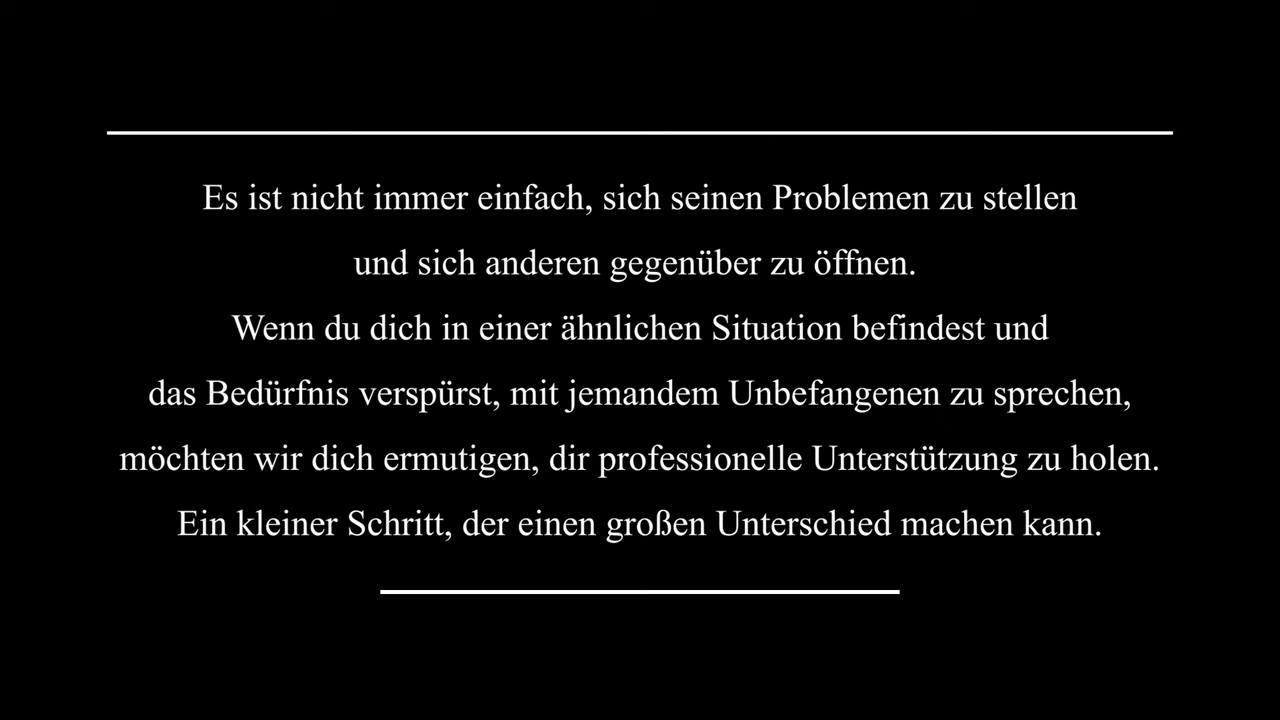 Es ist nicht immer einfach, sich seinen Problemen zu stellen
und sich anderen gegenüber zu öffnen.
Wenn du dich in einer ähnlichen Situation befindest und
das Bedürfnis verspürst, mit jemandem Unbefangenen zu sprechen,
möchten wir dich ermutigen, dir professionelle Unterstützung zu holen.
Ein kleiner Schritt, der einen großen Unterschied machen kann.